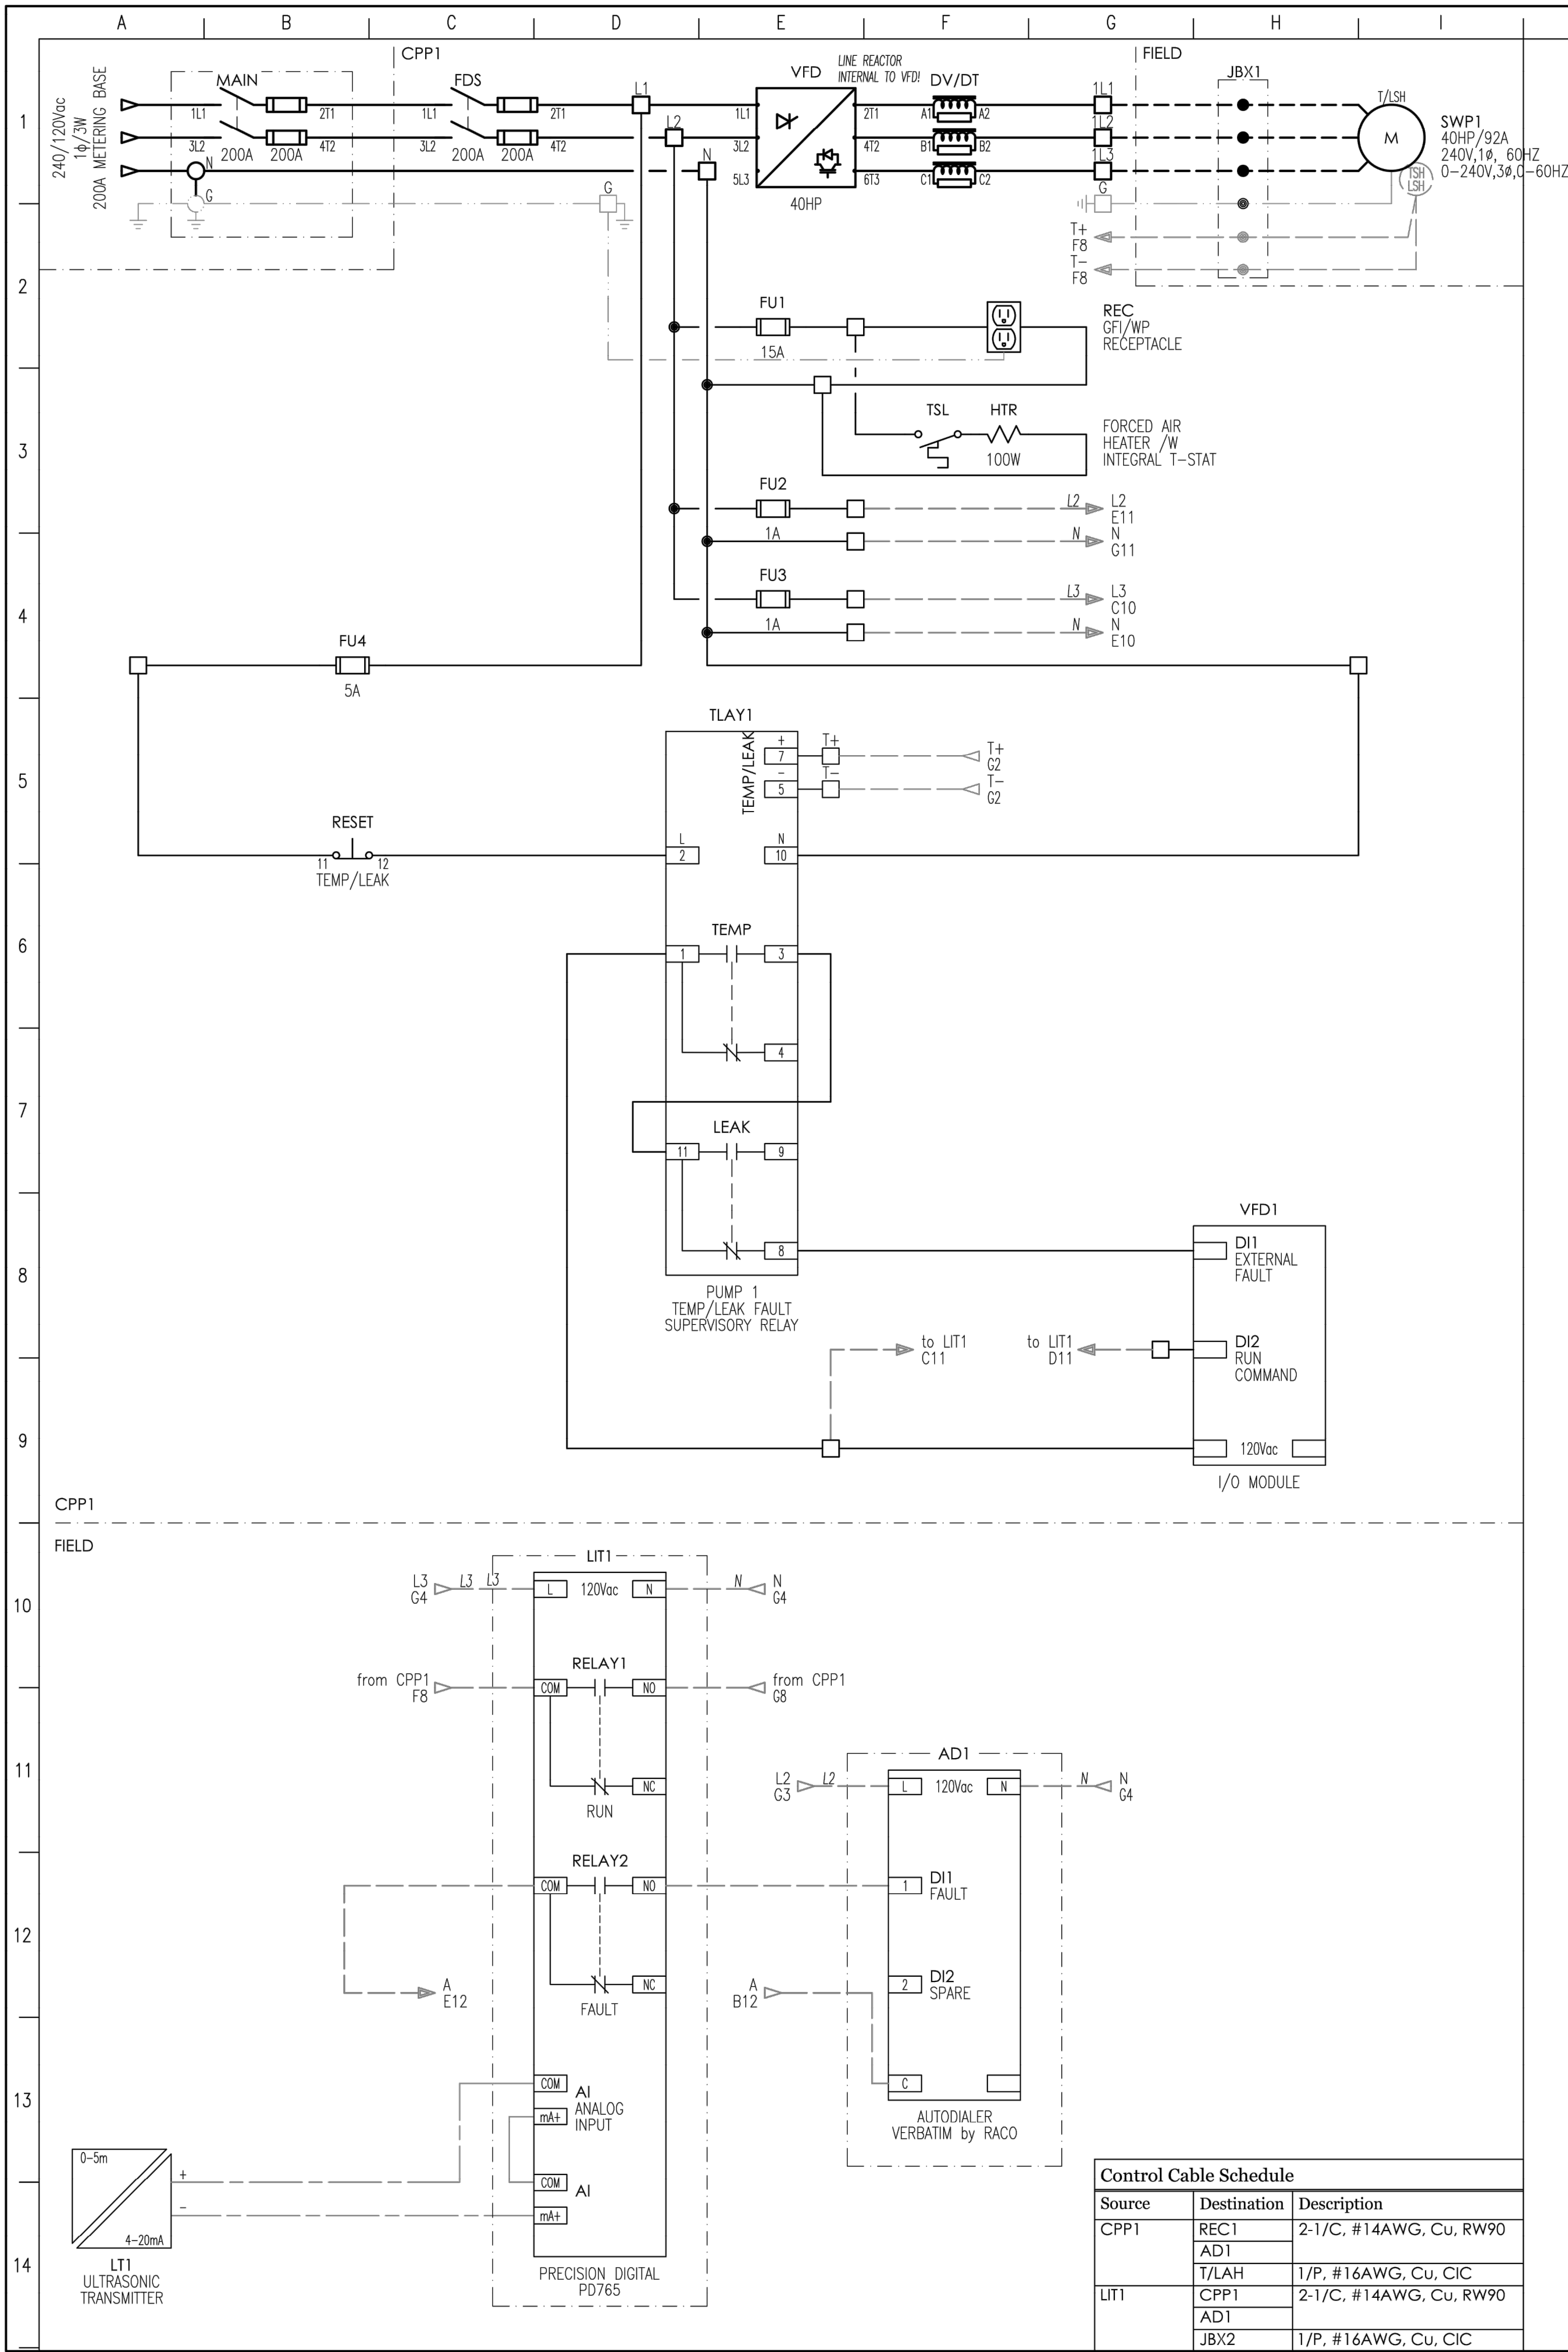 A B C D E F G H I
CPP1
FIELD
240/120Vac
1ϕ/3W
200A METERING BASE
MAIN
FDS
VFD
LINE REACTOR
INTERNAL TO VFD!
DV/DT
JBX1
T/LSH
L1
1L1 2T1 1L1 2T1 1L1 2T1 A1 A2 1L1
1
L2
3L2 4T2 3L2 4T2 3L2 4T2 B1 B2 1L2
200A 200A 200A 200A
N
N
5L3 6T3 C1 C2 1L3
M
SWP1
40HP/92A
240V,1ϕ, 60HZ
0-240V,3ϕ,0-60HZ
TSH
LSH
40HP
G
G
G
T+
F8
T-
F8
2
FU1
15A
REC
GFI/WP
RECEPTACLE
TSL
HTR
100W
FORCED AIR
HEATER /W
INTEGRAL T-STAT
3
FU2
1A
L2
L2
E11
N
N
G11
FU3
1A
L3
L3
C10
N
N
E10
4
FU4
5A
TLAY1
TEMP/LEAK
+
7
T+
T+
G2
-
5
T-
T-
G2
5
RESET
11 12
TEMP/LEAK
L
2
N
10
6
TEMP
1 3
4
7
LEAK
11 9
8
PUMP 1
TEMP/LEAK FAULT
SUPERVISORY RELAY
VFD1
DI1
EXTERNAL
FAULT
8
to LIT1
C11
to LIT1
D11
DI2
RUN
COMMAND
9
120Vac
I/O MODULE
CPP1
FIELD
LIT1
L3
G4
L3 L3
L 120Vac N
N
N
G4
10
RELAY1
from CPP1
F8
COM NO
from CPP1
G8
11
NC
RUN
AD1
L2
G3
L2
L 120Vac N
N
N
G4
RELAY2
COM NO
1
DI1
FAULT
12
A
E12
NC
FAULT
A
B12
2
DI2
SPARE
13
COM
AI
ANALOG
INPUT
mA+
C
AUTODIALER
VERBATIM by RACO
0-5m
4-20mA
+
-
COM
AI
mA+
14
LT1
ULTRASONIC
TRANSMITTER
PRECISION DIGITAL
PD765
Control Cable Schedule
Source Destination Description
CPP1 REC1 2-1/C, #14AWG, Cu, RW90
AD1
T/LAH 1/P, #16AWG, Cu, CIC
LIT1 CPP1 2-1/C, #14AWG, Cu, RW90
AD1
JBX2 1/P, #16AWG, Cu, CIC